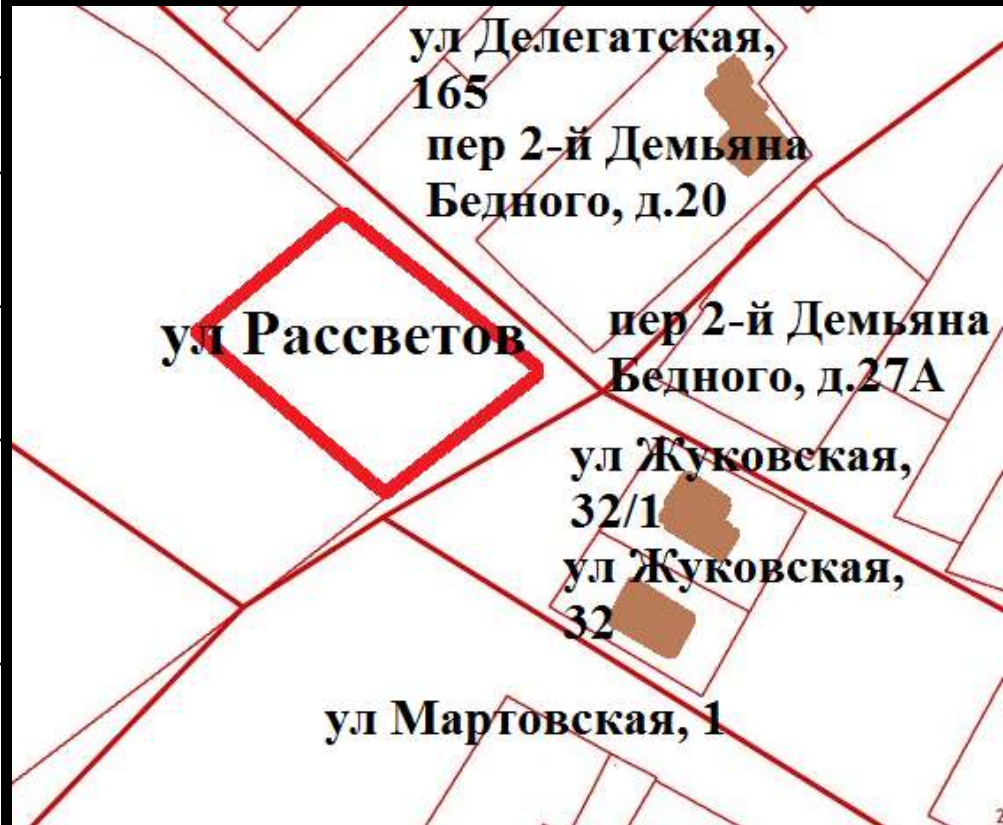 ул Делегатская,
165
пер 2-й Демьяна
Бедного, д.20
ул Рассветов
пер 2-й Демьяна
Бедного, д.27А
ул Жуковская,
32/1
ул Жуковская,
32
ул Мартовская, 1